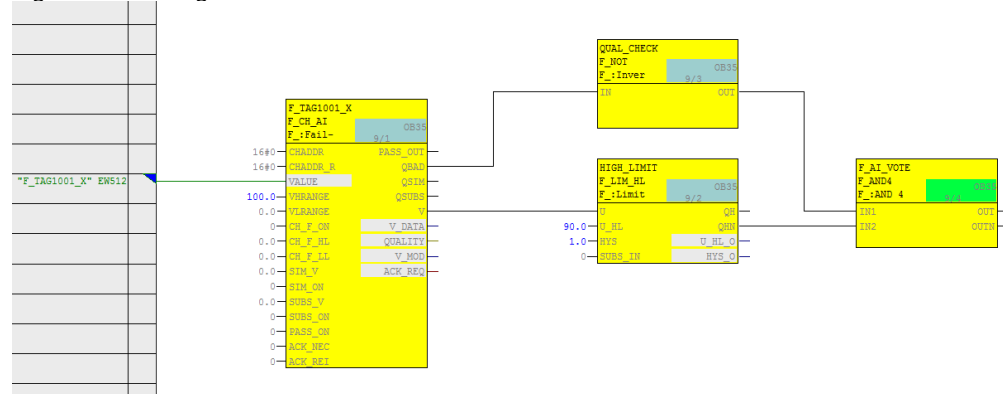 "F_TAG1001_X" EW512
F_TAG1001_X
F_CH_AI
F_:Fail-
OB35
9/1
16#0 CHADDR PASS_OUT
16#0 CHADDR_R QBAD
VALUE QSIM
100.0 VHRANGE QSUBS
0.0 VLRANGE V
0 CH_F_ON V_DATA
0.0 CH_F_HL QUALITY
0.0 CH_F_LL V_MOD
0.0 SIM_V ACK_REQ
0 SIM_ON
0.0 SUBS_V
0 SUBS_ON
0 PASS_ON
0 ACK_NEC
0 ACK_REI
QUAL_CHECK
F_NOT
F_:Inver
OB35
9/3
IN OUT
HIGH_LIMIT
F_LIM_HL
F_:Limit
OB35
9/2
U QH
90.0 U_HL QHN
1.0 HYS U_HL_O
0 SUBS_IN HYS_O
F_AI_VOTE
F_AND4
F_:AND 4
OB35
9/4
IN1 OUT
IN2 OUTN